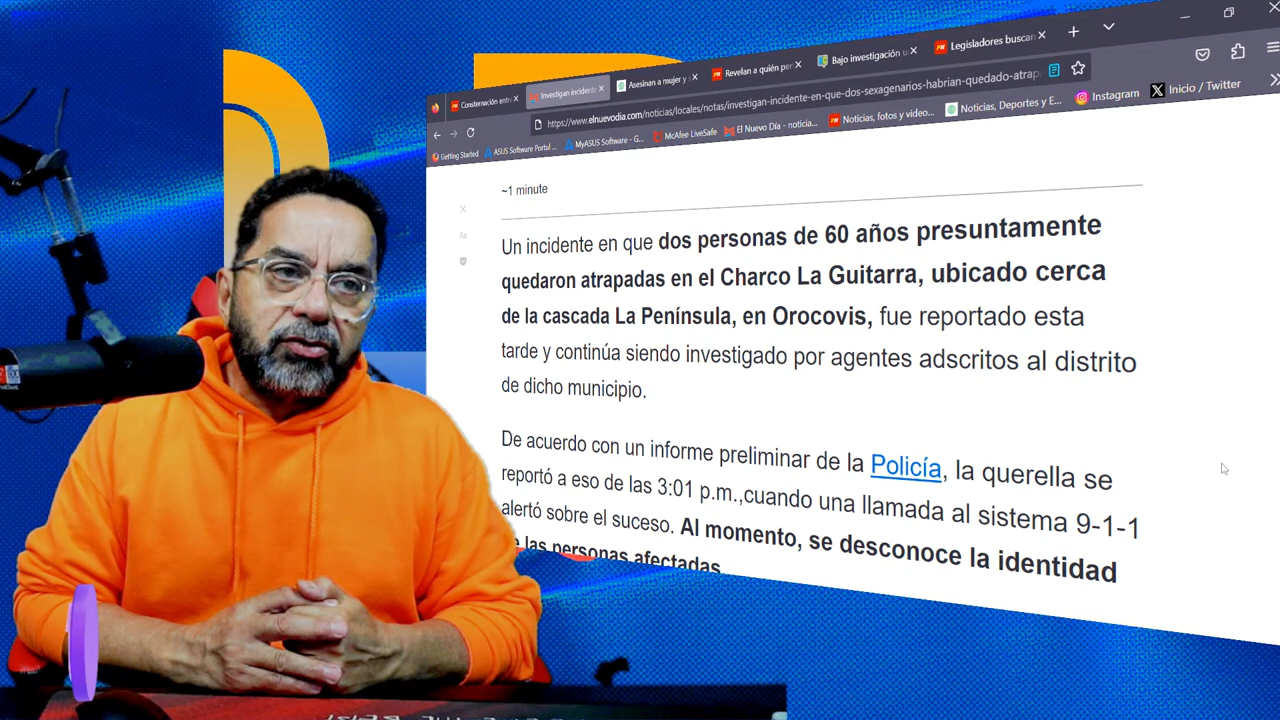 Consternación entr
Investigan incidente
Asesinan a mujer y s
Revelan a quién per
Bajo investigación u
Legisladores buscan
https://www.elnuevodia.com/noticias/locales/notas/investigan-incidente-en-que-dos-sexagenarios-habrian-quedado-atrap
Getting Started
ASUS Software Portal ...
MyASUS Software - G...
McAfee LiveSafe
El Nuevo Día - noticia...
Noticias, fotos y video...
Noticias, Deportes y E...
Instagram
Inicio / Twitter
~1 minute
Un incidente en que dos personas de 60 años presuntamente
quedaron atrapadas en el Charco La Guitarra, ubicado cerca
de la cascada La Península, en Orocovis, fue reportado esta
tarde y continúa siendo investigado por agentes adscritos al distrito
de dicho municipio.
De acuerdo con un informe preliminar de la Policía, la querella se
reportó a eso de las 3:01 p.m.,cuando una llamada al sistema 9-1-1
alertó sobre el suceso. Al momento, se desconoce la identidad
las personas afectadas.